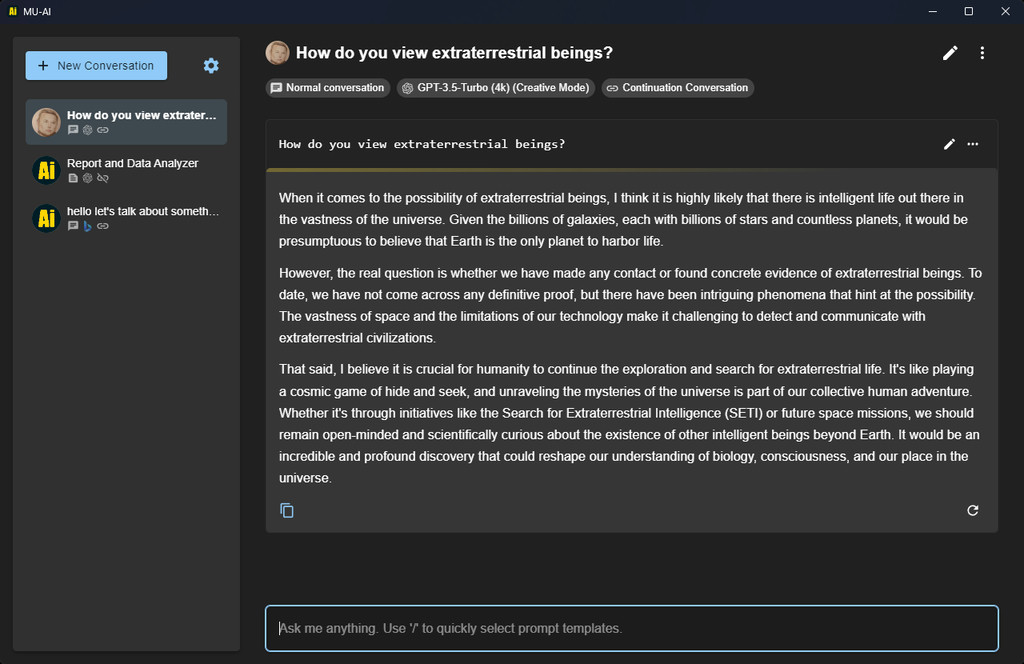 Ai MU-AI
+ New Conversation
How do you view extrater...
Ai Report and Data Analyzer
Ai hello let's talk about someth...
How do you view extraterrestrial beings?
Normal conversation GPT-3.5-Turbo (4k) (Creative Mode) Continuation Conversation
How do you view extraterrestrial beings?
When it comes to the possibility of extraterrestrial beings, I think it is highly likely that there is intelligent life out there in
the vastness of the universe. Given the billions of galaxies, each with billions of stars and countless planets, it would be
presumptuous to believe that Earth is the only planet to harbor life.
However, the real question is whether we have made any contact or found concrete evidence of extraterrestrial beings. To
date, we have not come across any definitive proof, but there have been intriguing phenomena that hint at the possibility.
The vastness of space and the limitations of our technology make it challenging to detect and communicate with
extraterrestrial civilizations.
That said, I believe it is crucial for humanity to continue the exploration and search for extraterrestrial life. It's like playing
a cosmic game of hide and seek, and unraveling the mysteries of the universe is part of our collective human adventure.
Whether it's through initiatives like the Search for Extraterrestrial Intelligence (SETI) or future space missions, we should
remain open-minded and scientifically curious about the existence of other intelligent beings beyond Earth. It would be an
incredible and profound discovery that could reshape our understanding of biology, consciousness, and our place in the
universe.
Ask me anything. Use '/' to quickly select prompt templates.